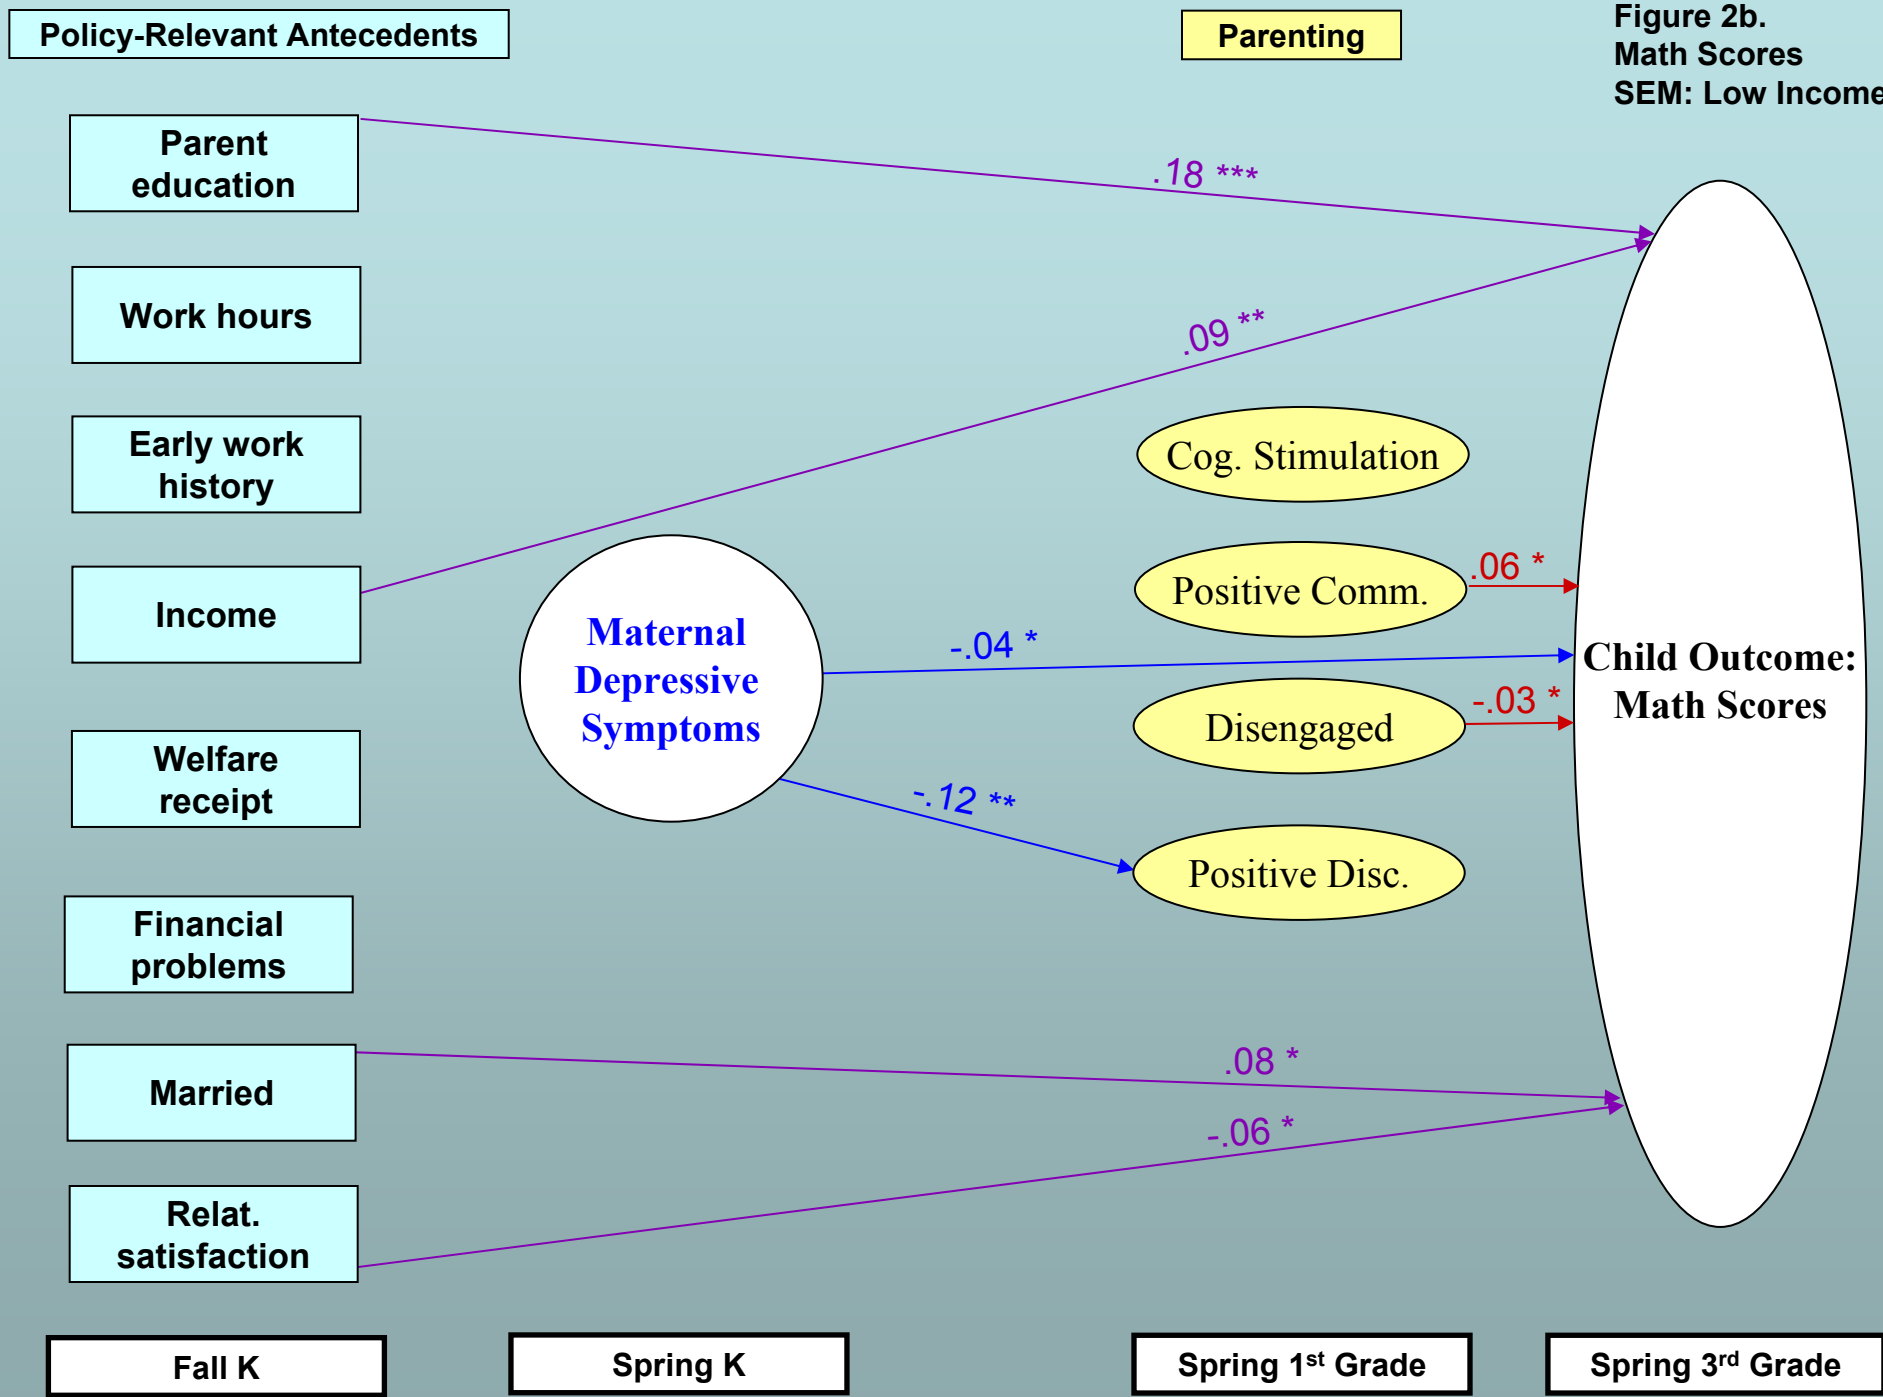 Policy-Relevant Antecedents
Parenting
Figure 2b.
Math Scores
SEM: Low Income
Parent
education
.18 ***
Work hours
.09 **
Early work
history
Cog. Stimulation
Income
Positive Comm.
.06 *
Maternal
Depressive
Symptoms
-.04 *
Child Outcome:
Math Scores
Disengaged
-.03 *
Welfare
receipt
-.12 **
Positive Disc.
Financial
problems
Married
.08 *
-.06 *
Relat.
satisfaction
Fall K
Spring K
Spring 1st Grade
Spring 3rd Grade